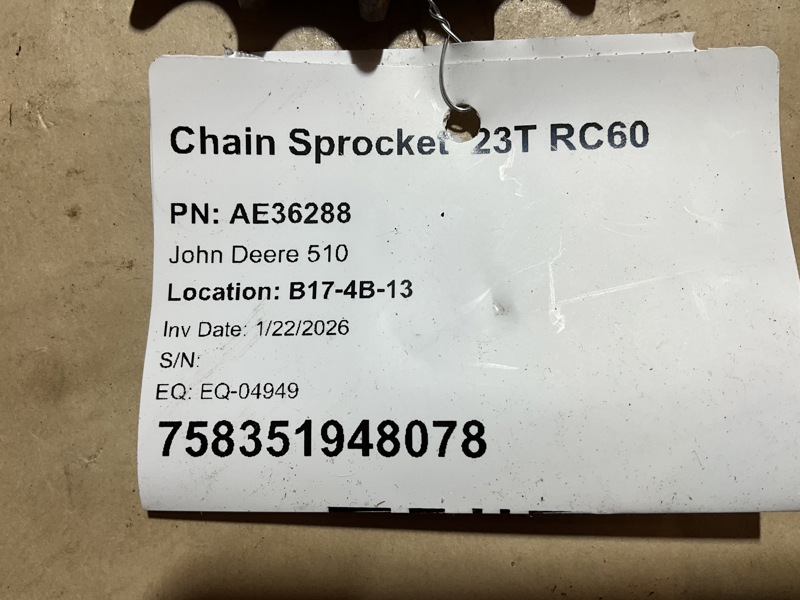 Chain Sprocket 23T RC60
PN: AE36288
John Deere 510
Location: B17-4B-13
Inv Date: 1/22/2026
S/N:
EQ: EQ-04949
758351948078